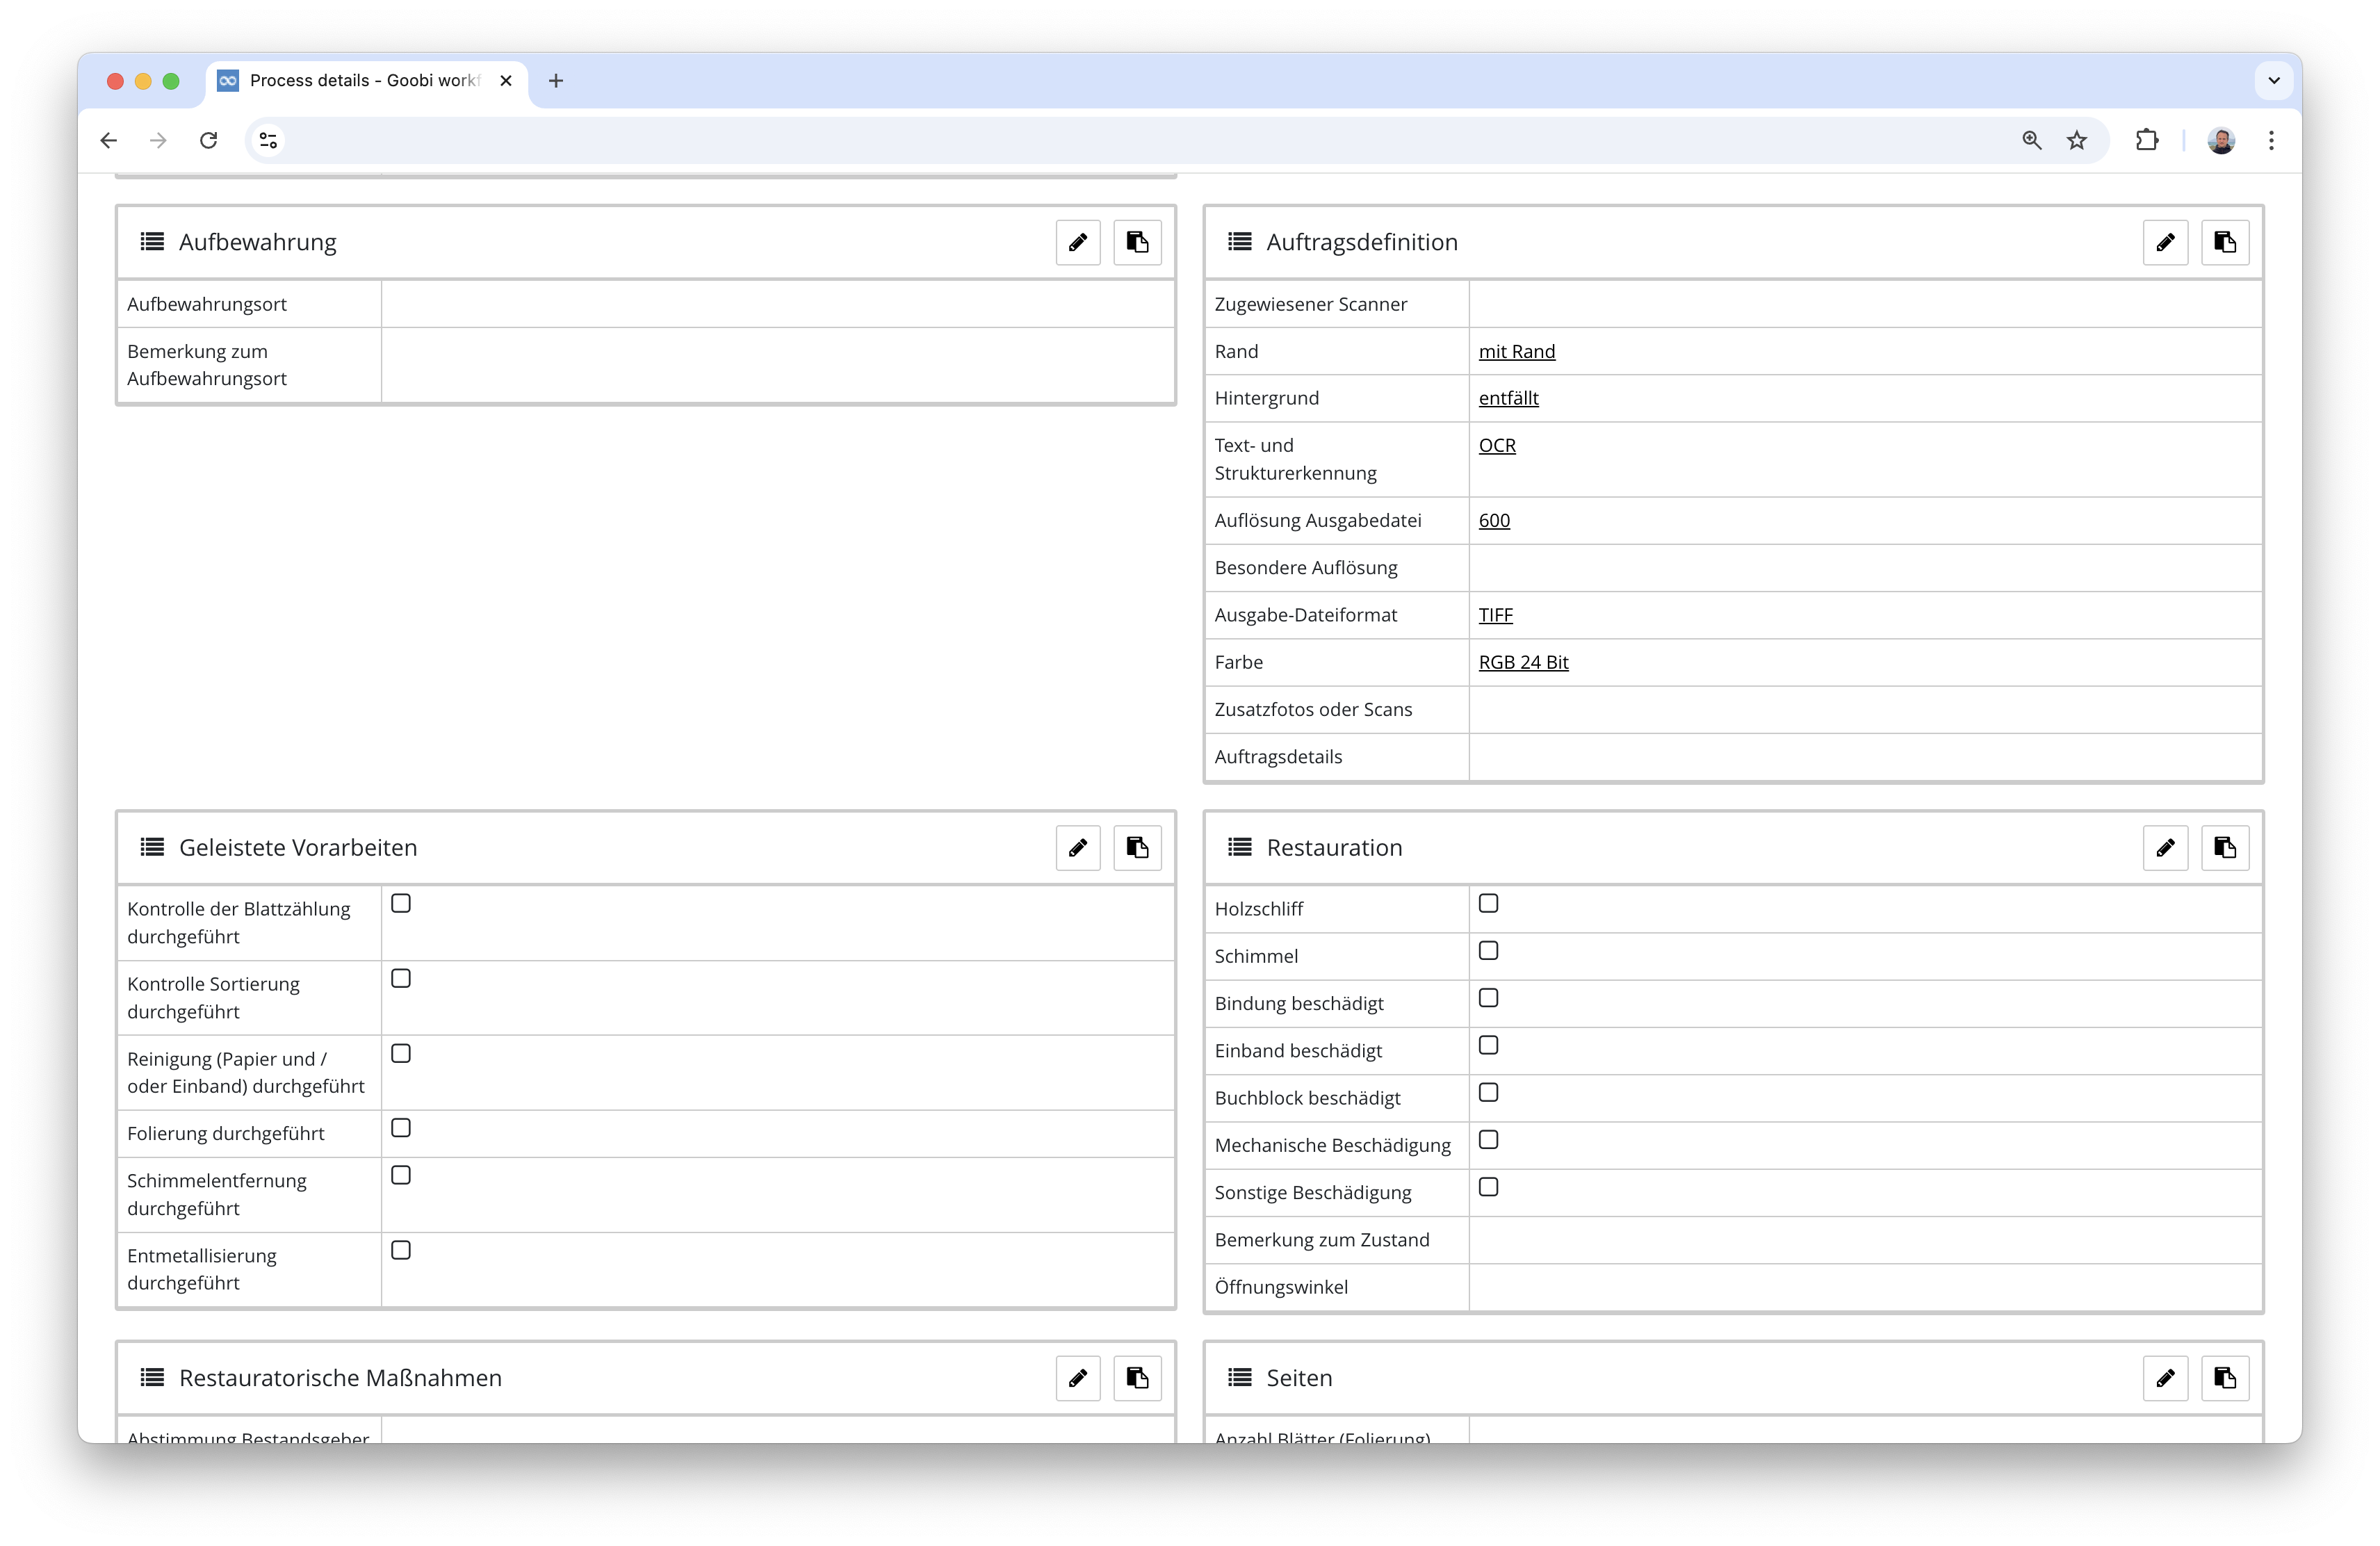 Process details - Goobi workf
Aufbewahrung
Aufbewahrungsort
Bemerkung zum
Aufbewahrungsort
Auftragsdefinition
Zugewiesener Scanner
Rand mit Rand
Hintergrund entfällt
Text- und OCR
Strukturerkennung
Auflösung Ausgabedatei 600
Besondere Auflösung
Ausgabe-Dateiformat TIFF
Farbe RGB 24 Bit
Zusatzfotos oder Scans
Auftragsdetails
Geleistete Vorarbeiten
Kontrolle der Blattzählung
durchgeführt
Kontrolle Sortierung
durchgeführt
Reinigung (Papier und /
oder Einband) durchgeführt
Folierung durchgeführt
Schimmelentfernung
durchgeführt
Entmetallisierung
durchgeführt
Restauration
Holzschliff
Schimmel
Bindung beschädigt
Einband beschädigt
Buchblock beschädigt
Mechanische Beschädigung
Sonstige Beschädigung
Bemerkung zum Zustand
Öffnungswinkel
Restauratorische Maßnahmen
Abstimmung Bestandsgeber
Seiten
Anzahl Blätter (Folierung)